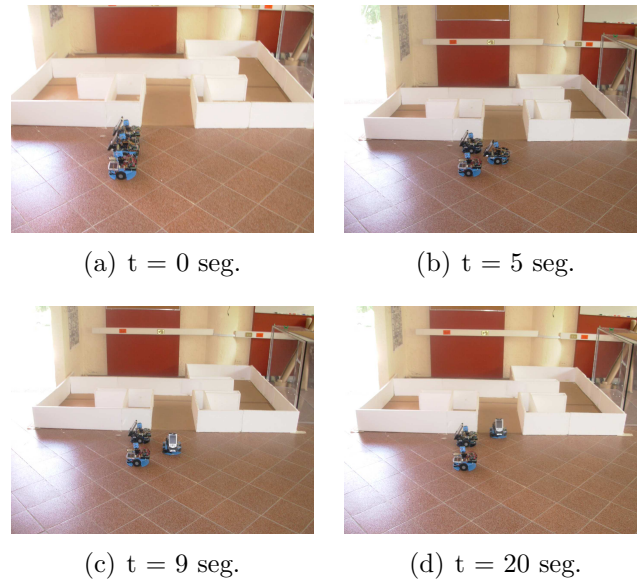 (a) t = 0 seg.
(b) t = 5 seg.
(c) t = 9 seg.
(d) t = 20 seg.